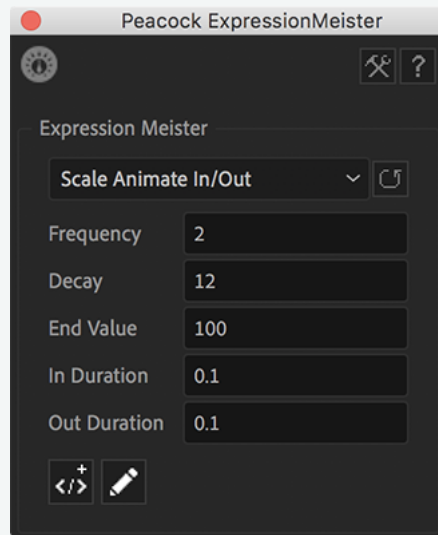 Peacock ExpressionMeister
?
Expression Meister
Scale Animate In/Out
Frequency 2
Decay 12
End Value 100
In Duration 0.1
Out Duration 0.1
</>+